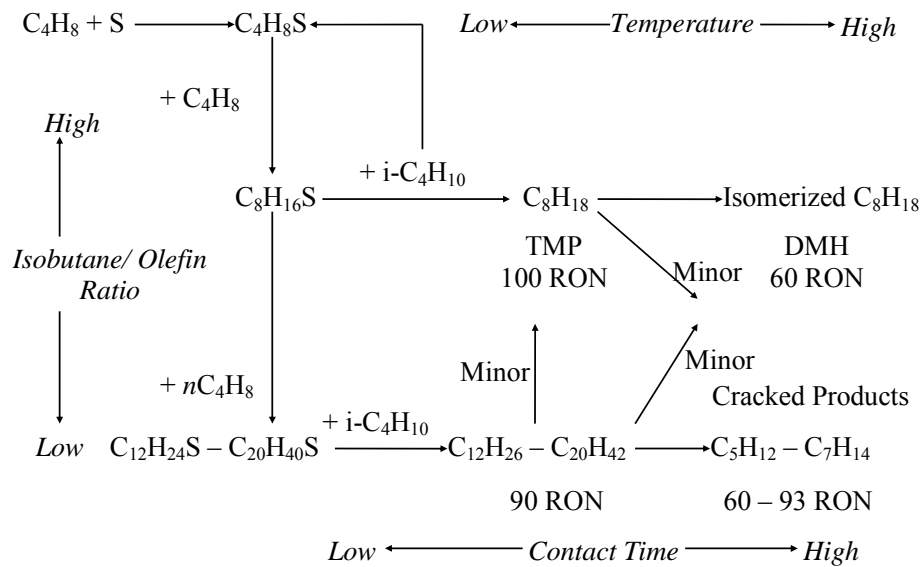 C₄H₈ + S C₄H₈S Low Temperature High
+ C₄H₈
High
+ i-C₄H₁₀
C₈H₁₆S C₈H₁₈ Isomerized C₈H₁₈
TMP DMH
100 RON Minor 60 RON
Isobutane/ Olefin
Ratio
Minor Minor
+ nC₄H₈ Cracked Products
+ i-C₄H₁₀
Low C₁₂H₂₄S – C₂₀H₄₀S C₁₂H₂₆ – C₂₀H₄₂ C₅H₁₂ – C₇H₁₄
90 RON 60 – 93 RON
Low Contact Time High